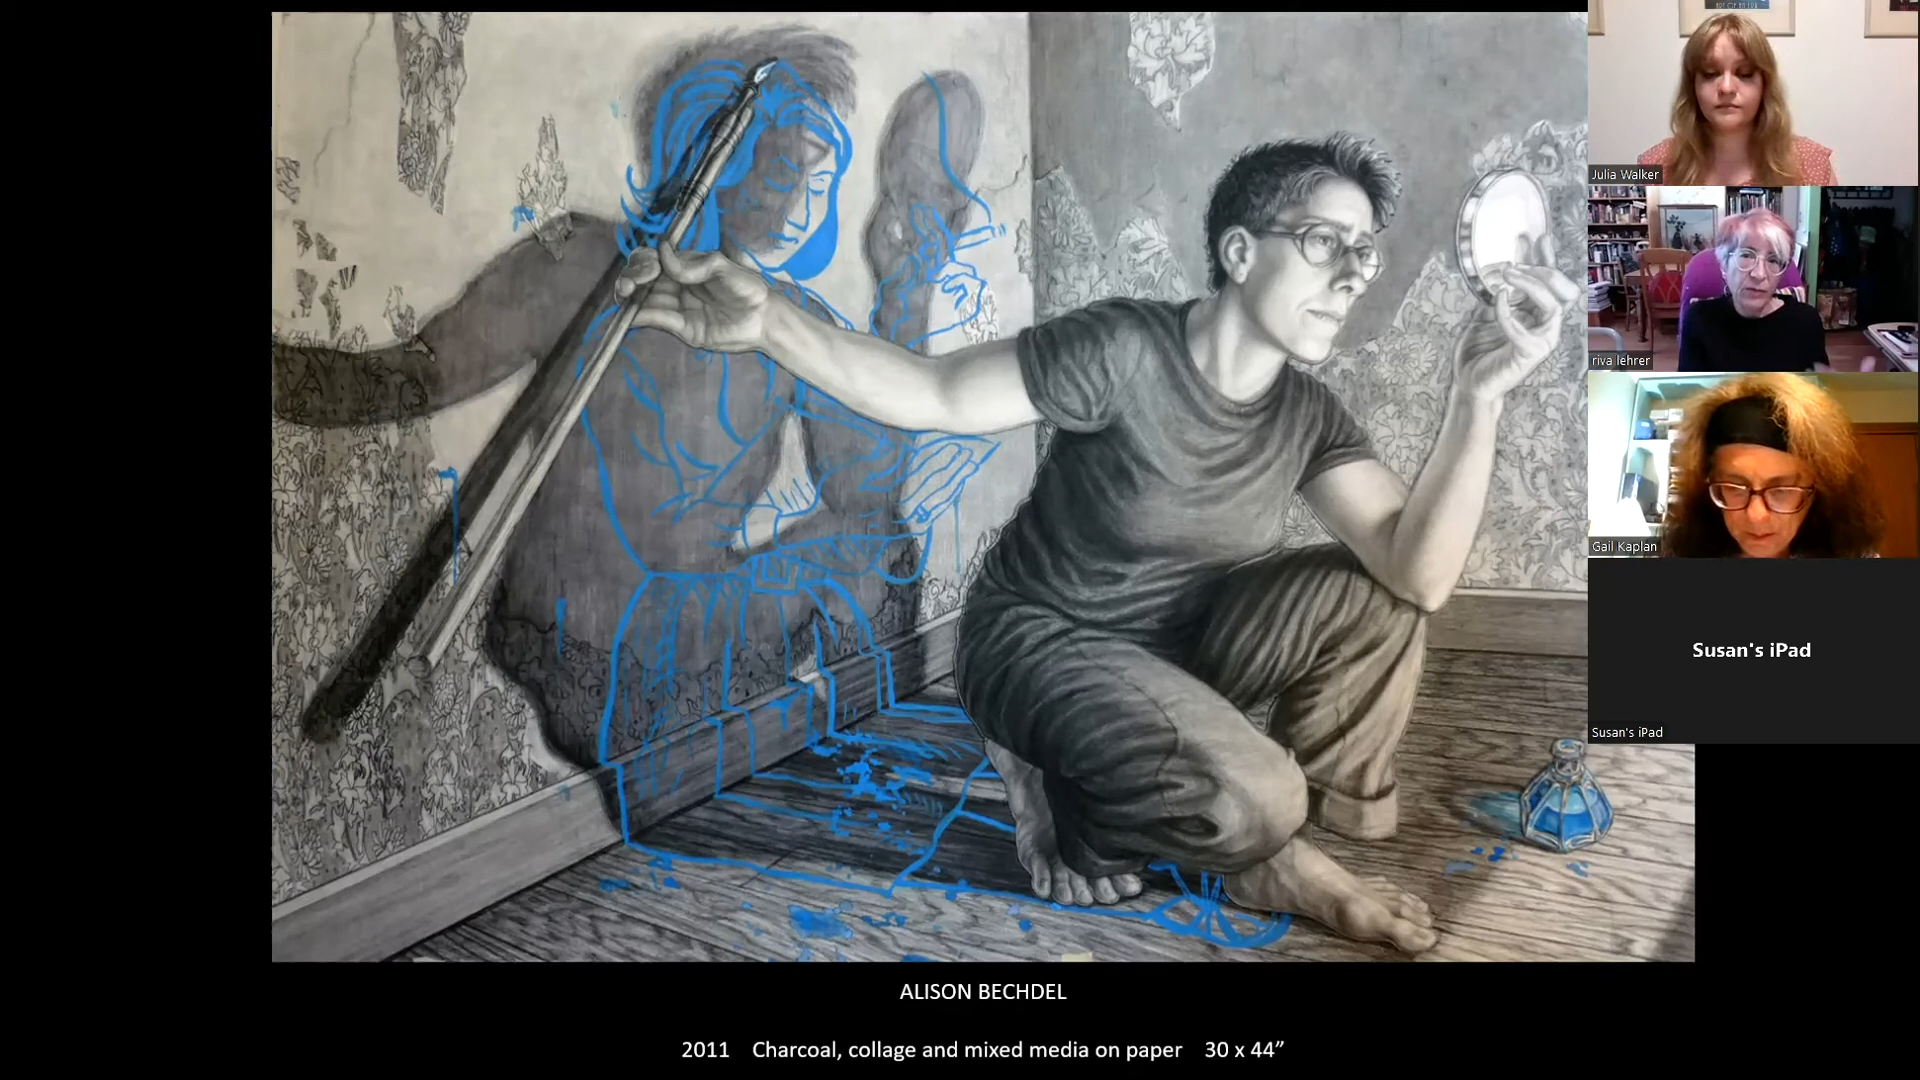 Julia Walker
riva lehrer
Gail Kaplan
Susan's iPad
Susan's iPad
ALISON BECHDEL
2011 Charcoal, collage and mixed media on paper 30 x 44”